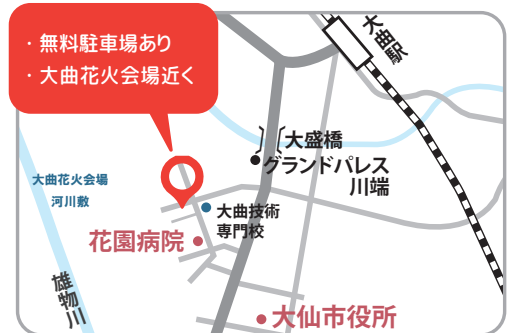 ・無料駐車場あり
・大曲花火会場近く
大曲駅
大盛橋
グランドパレス
川端
大曲花火会場
河川敷
大曲技術
専門校
花園病院
雄物川
大仙市役所